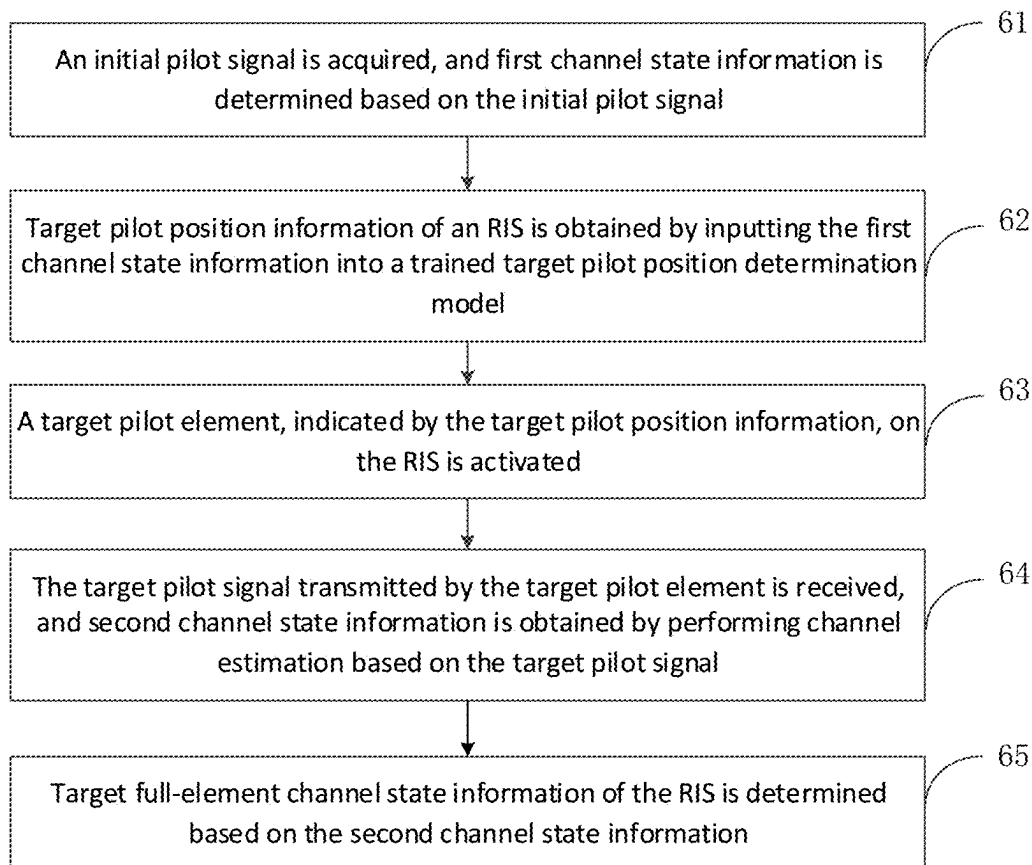 61
An initial pilot signal is acquired, and first channel state information is
determined based on the initial pilot signal
62
Target pilot position information of an RIS is obtained by inputting the first
channel state information into a trained target pilot position determination
model
63
A target pilot element, indicated by the target pilot position information, on
the RIS is activated
64
The target pilot signal transmitted by the target pilot element is received,
and second channel state information is obtained by performing channel
estimation based on the target pilot signal
65
Target full-element channel state information of the RIS is determined
based on the second channel state information